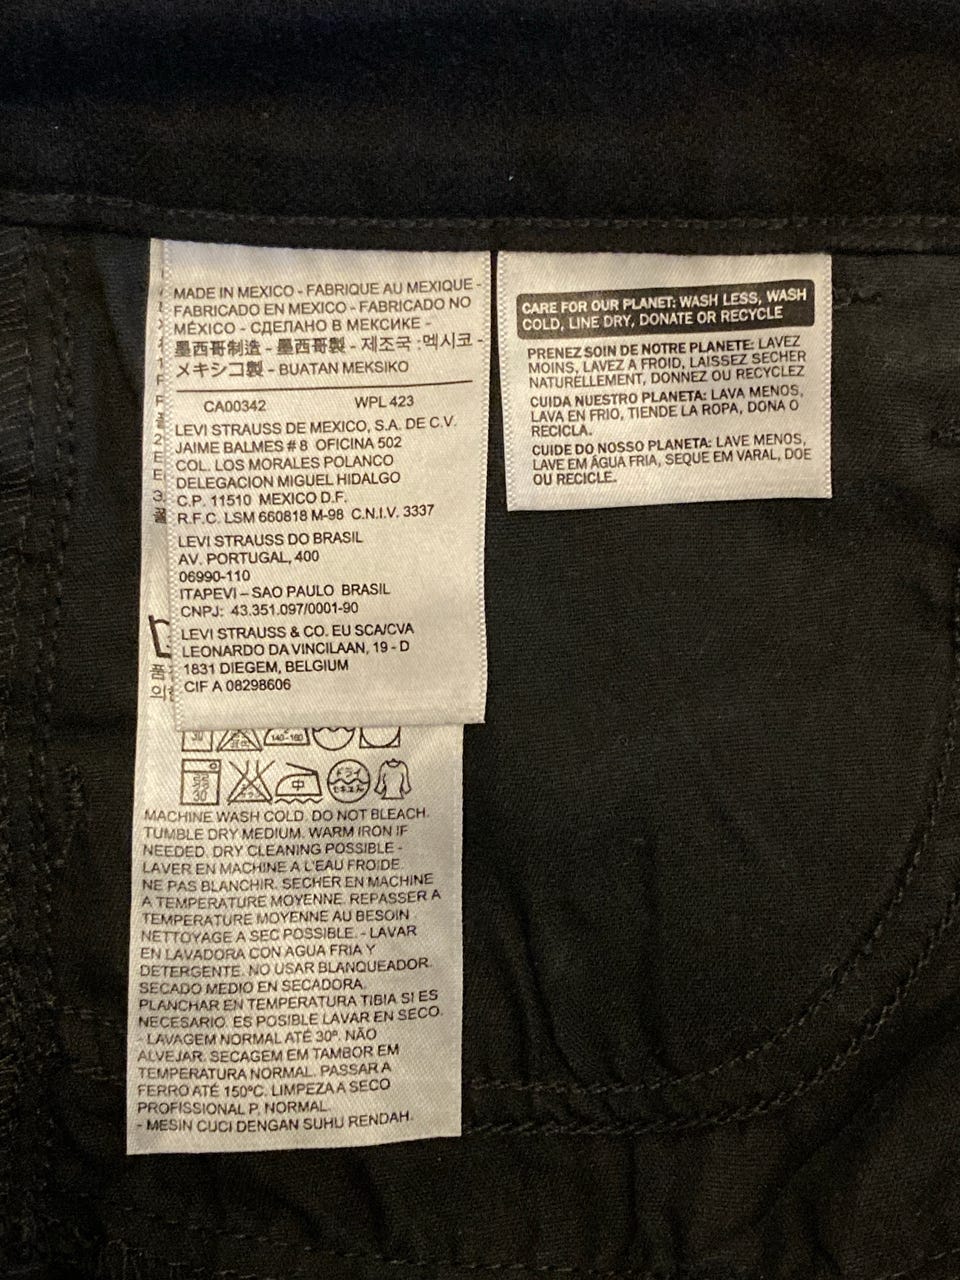 MADE IN MEXICO - FABRIQUE AU MEXIQUE -
FABRICADO EN MEXICO - FABRICADO NO
MÉXICO - СДЕЛАНО В МЕКСИКЕ -
墨西哥制造 - 墨西哥製 - 제조국 :멕시코 -
メキシコ製 - BUATAN MEKSIKO
CA00342 WPL 423
LEVI STRAUSS DE MEXICO, S.A. DE C.V.
JAIME BALMES # 8 OFICINA 502
COL. LOS MORALES POLANCO
DELEGACION MIGUEL HIDALGO
C.P. 11510 MEXICO D.F.
R.F.C. LSM 660818 M-98 C.N.I.V. 3337
LEVI STRAUSS DO BRASIL
AV. PORTUGAL, 400
06990-110
ITAPEVI – SAO PAULO BRASIL
CNPJ: 43.351.097/0001-90
LEVI STRAUSS & CO. EU SCA/CVA
LEONARDO DA VINCILAAN, 19 - D
1831 DIEGEM, BELGIUM
CIF A 08298606
30 140-160
30 中 ドライ
MACHINE WASH COLD. DO NOT BLEACH.
TUMBLE DRY MEDIUM. WARM IRON IF
NEEDED. DRY CLEANING POSSIBLE -
LAVER EN MACHINE A L'EAU FROIDE.
NE PAS BLANCHIR. SECHER EN MACHINE
A TEMPERATURE MOYENNE. REPASSER A
TEMPERATURE MOYENNE AU BESOIN
NETTOYAGE A SEC POSSIBLE. - LAVAR
EN LAVADORA CON AGUA FRIA Y
DETERGENTE. NO USAR BLANQUEADOR.
SECADO MEDIO EN SECADORA.
PLANCHAR EN TEMPERATURA TIBIA SI ES
NECESARIO. ES POSIBLE LAVAR EN SECO.
- LAVAGEM NORMAL ATÉ 30º. NÃO
ALVEJAR. SECAGEM EM TAMBOR EM
TEMPERATURA NORMAL. PASSAR A
FERRO ATÉ 150ºC. LIMPEZA A SECO
PROFISSIONAL P. NORMAL.
- MESIN CUCI DENGAN SUHU RENDAH.
CARE FOR OUR PLANET: WASH LESS, WASH
COLD, LINE DRY, DONATE OR RECYCLE
PRENEZ SOIN DE NOTRE PLANETE: LAVEZ
MOINS, LAVEZ A FROID, LAISSEZ SECHER
NATURELLEMENT, DONNEZ OU RECYCLEZ
CUIDA NUESTRO PLANETA: LAVA MENOS,
LAVA EN FRIO, TIENDE LA ROPA, DONA O
RECICLA.
CUIDE DO NOSSO PLANETA: LAVE MENOS,
LAVE EM ÁGUA FRIA, SEQUE EM VARAL, DOE
OU RECICLE.